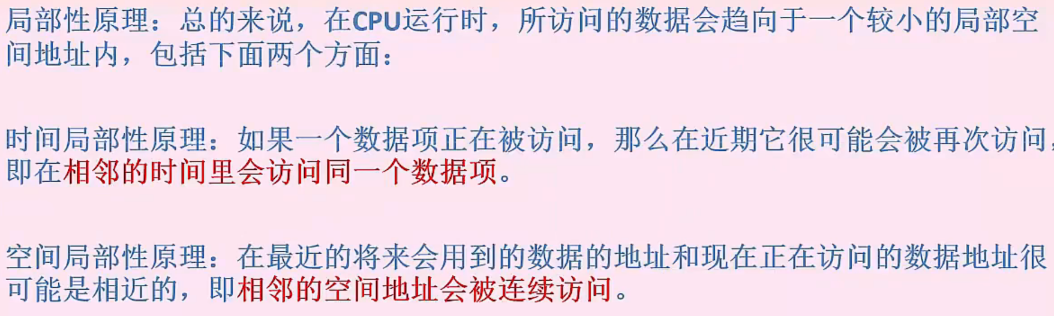 局部性原理：总的来说，在CPU运行时，所访问的数据会趋向于一个较小的局部空
间地址内，包括下面两个方面：
时间局部性原理：如果一个数据项正在被访问，那么在近期它很可能会被再次访问，
即在相邻的时间里会访问同一个数据项。
空间局部性原理：在最近的将来会用到的数据的地址和现在正在访问的数据地址很
可能是相近的，即相邻的空间地址会被连续访问。